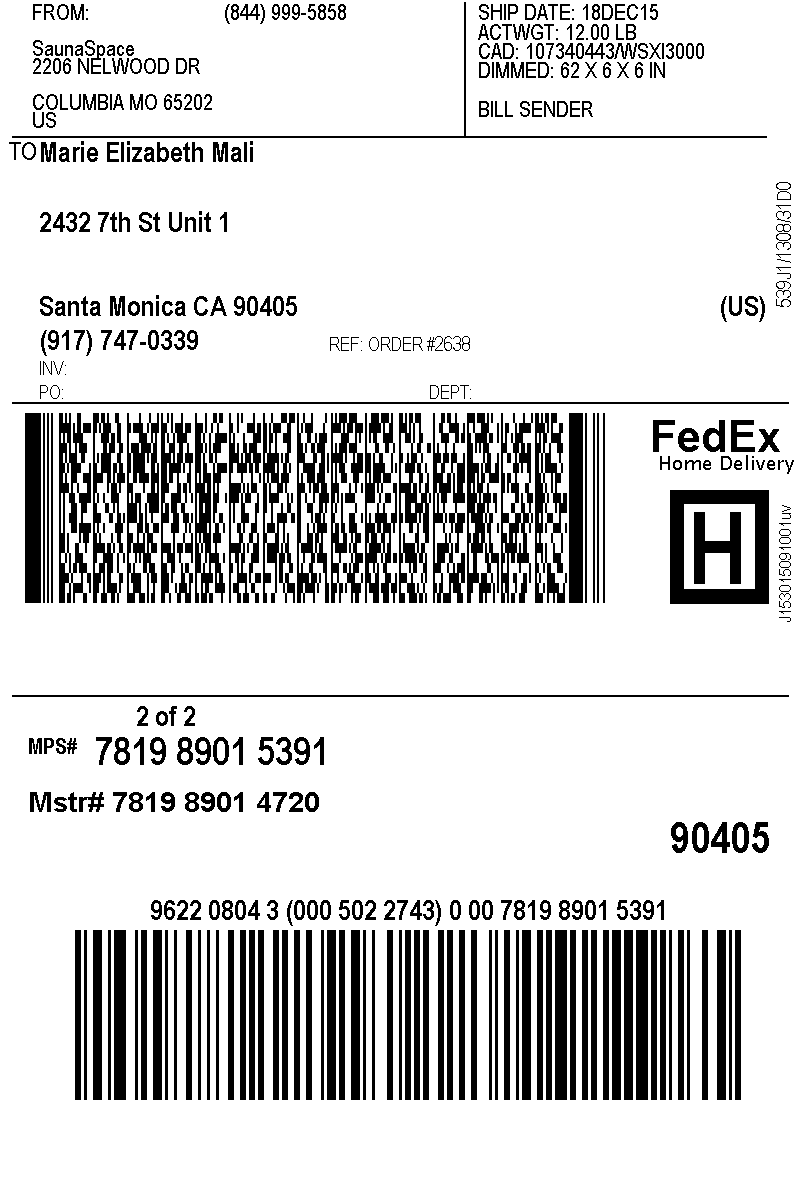 FROM: (844) 999-5858
SaunaSpace
2206 NELWOOD DR
COLUMBIA MO 65202
US
SHIP DATE: 18DEC15
ACTWGT: 12.00 LB
CAD: 107340443/WSXI3000
DIMMED: 62 X 6 X 6 IN
BILL SENDER
TO Marie Elizabeth Mali
2432 7th St Unit 1
Santa Monica CA 90405 (US)
(917) 747-0339 REF: ORDER #2638
INV:
PO: DEPT:
539J1/1308/31D0
FedEx
Home Delivery
H
J153015091001uv
2 of 2
MPS# 7819 8901 5391
Mstr# 7819 8901 4720
90405
9622 0804 3 (000 502 2743) 0 00 7819 8901 5391